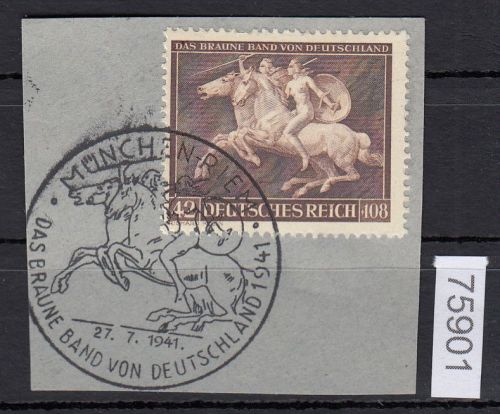 DAS BRAUNE BAND VON DEUTSCHLAND
42 DEUTSCHES REICH 108
MÜNCHEN-RIEM
27. 7. 1941.
DAS BRAUNE BAND VON DEUTSCHLAND 1941
75901